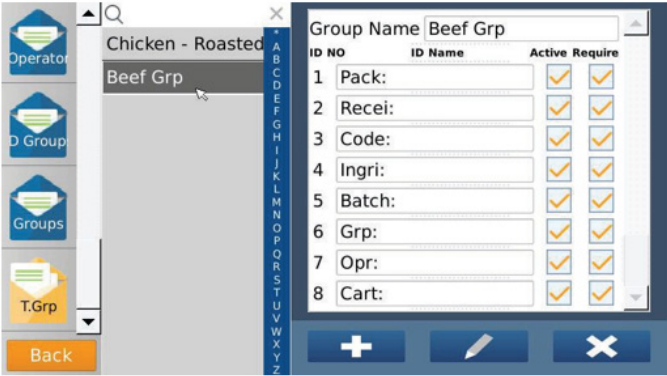 Operator
D Group
Groups
T.Grp
Back
Chicken - Roasted
Beef Grp
*
A
B
C
D
E
F
G
H
I
J
K
L
M
N
O
P
Q
R
S
T
U
V
W
X
Y
Z
Group Name Beef Grp
ID NO ID Name Active Require
1 Pack:
2 Recei:
3 Code:
4 Ingri:
5 Batch:
6 Grp:
7 Opr:
8 Cart: